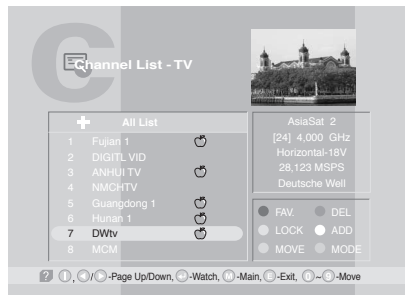 C
Channel List - TV
All List
1 Fujian 1
2 DIGITL VID
3 ANHUI TV
4 NMCHTV
5 Guangdong 1
6 Hunan 1
7 DWtv
8 MCM
AsiaSat 2
[24] 4,000 GHz
Horizontal-18V
28,123 MSPS
Deutsche Well
FAV. DEL
LOCK ADD
MOVE MODE
? / -Page Up/Down, -Watch, M -Main, E -Exit, 0 ~ 9 -Move